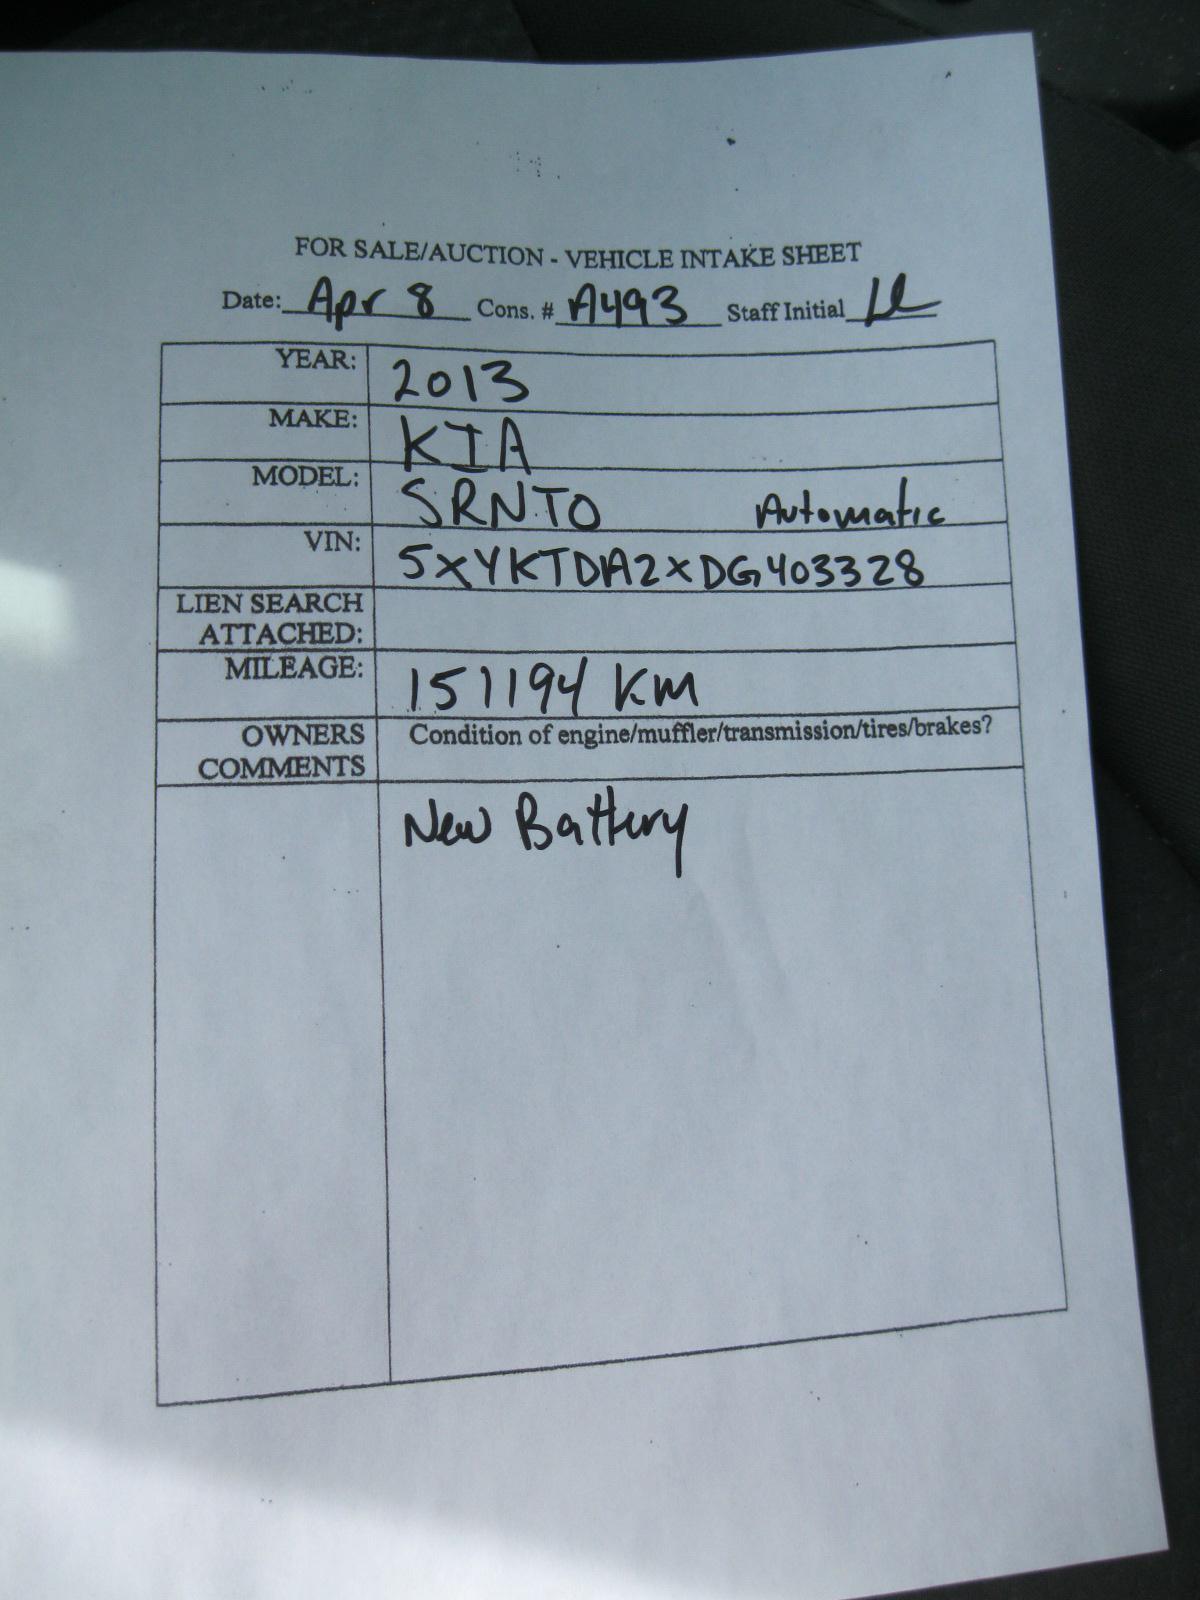 FOR SALE/AUCTION - VEHICLE INTAKE SHEET
Date: Apr 8 Cons. # A493 Staff Initial
YEAR: 2013
MAKE: KIA
MODEL: SRNTO Automatic
VIN: 5XYKTDA2XDG403328
LIEN SEARCH
ATTACHED:
MILEAGE: 151194 KM
OWNERS Condition of engine/muffler/transmission/tires/brakes?
COMMENTS
New Battery